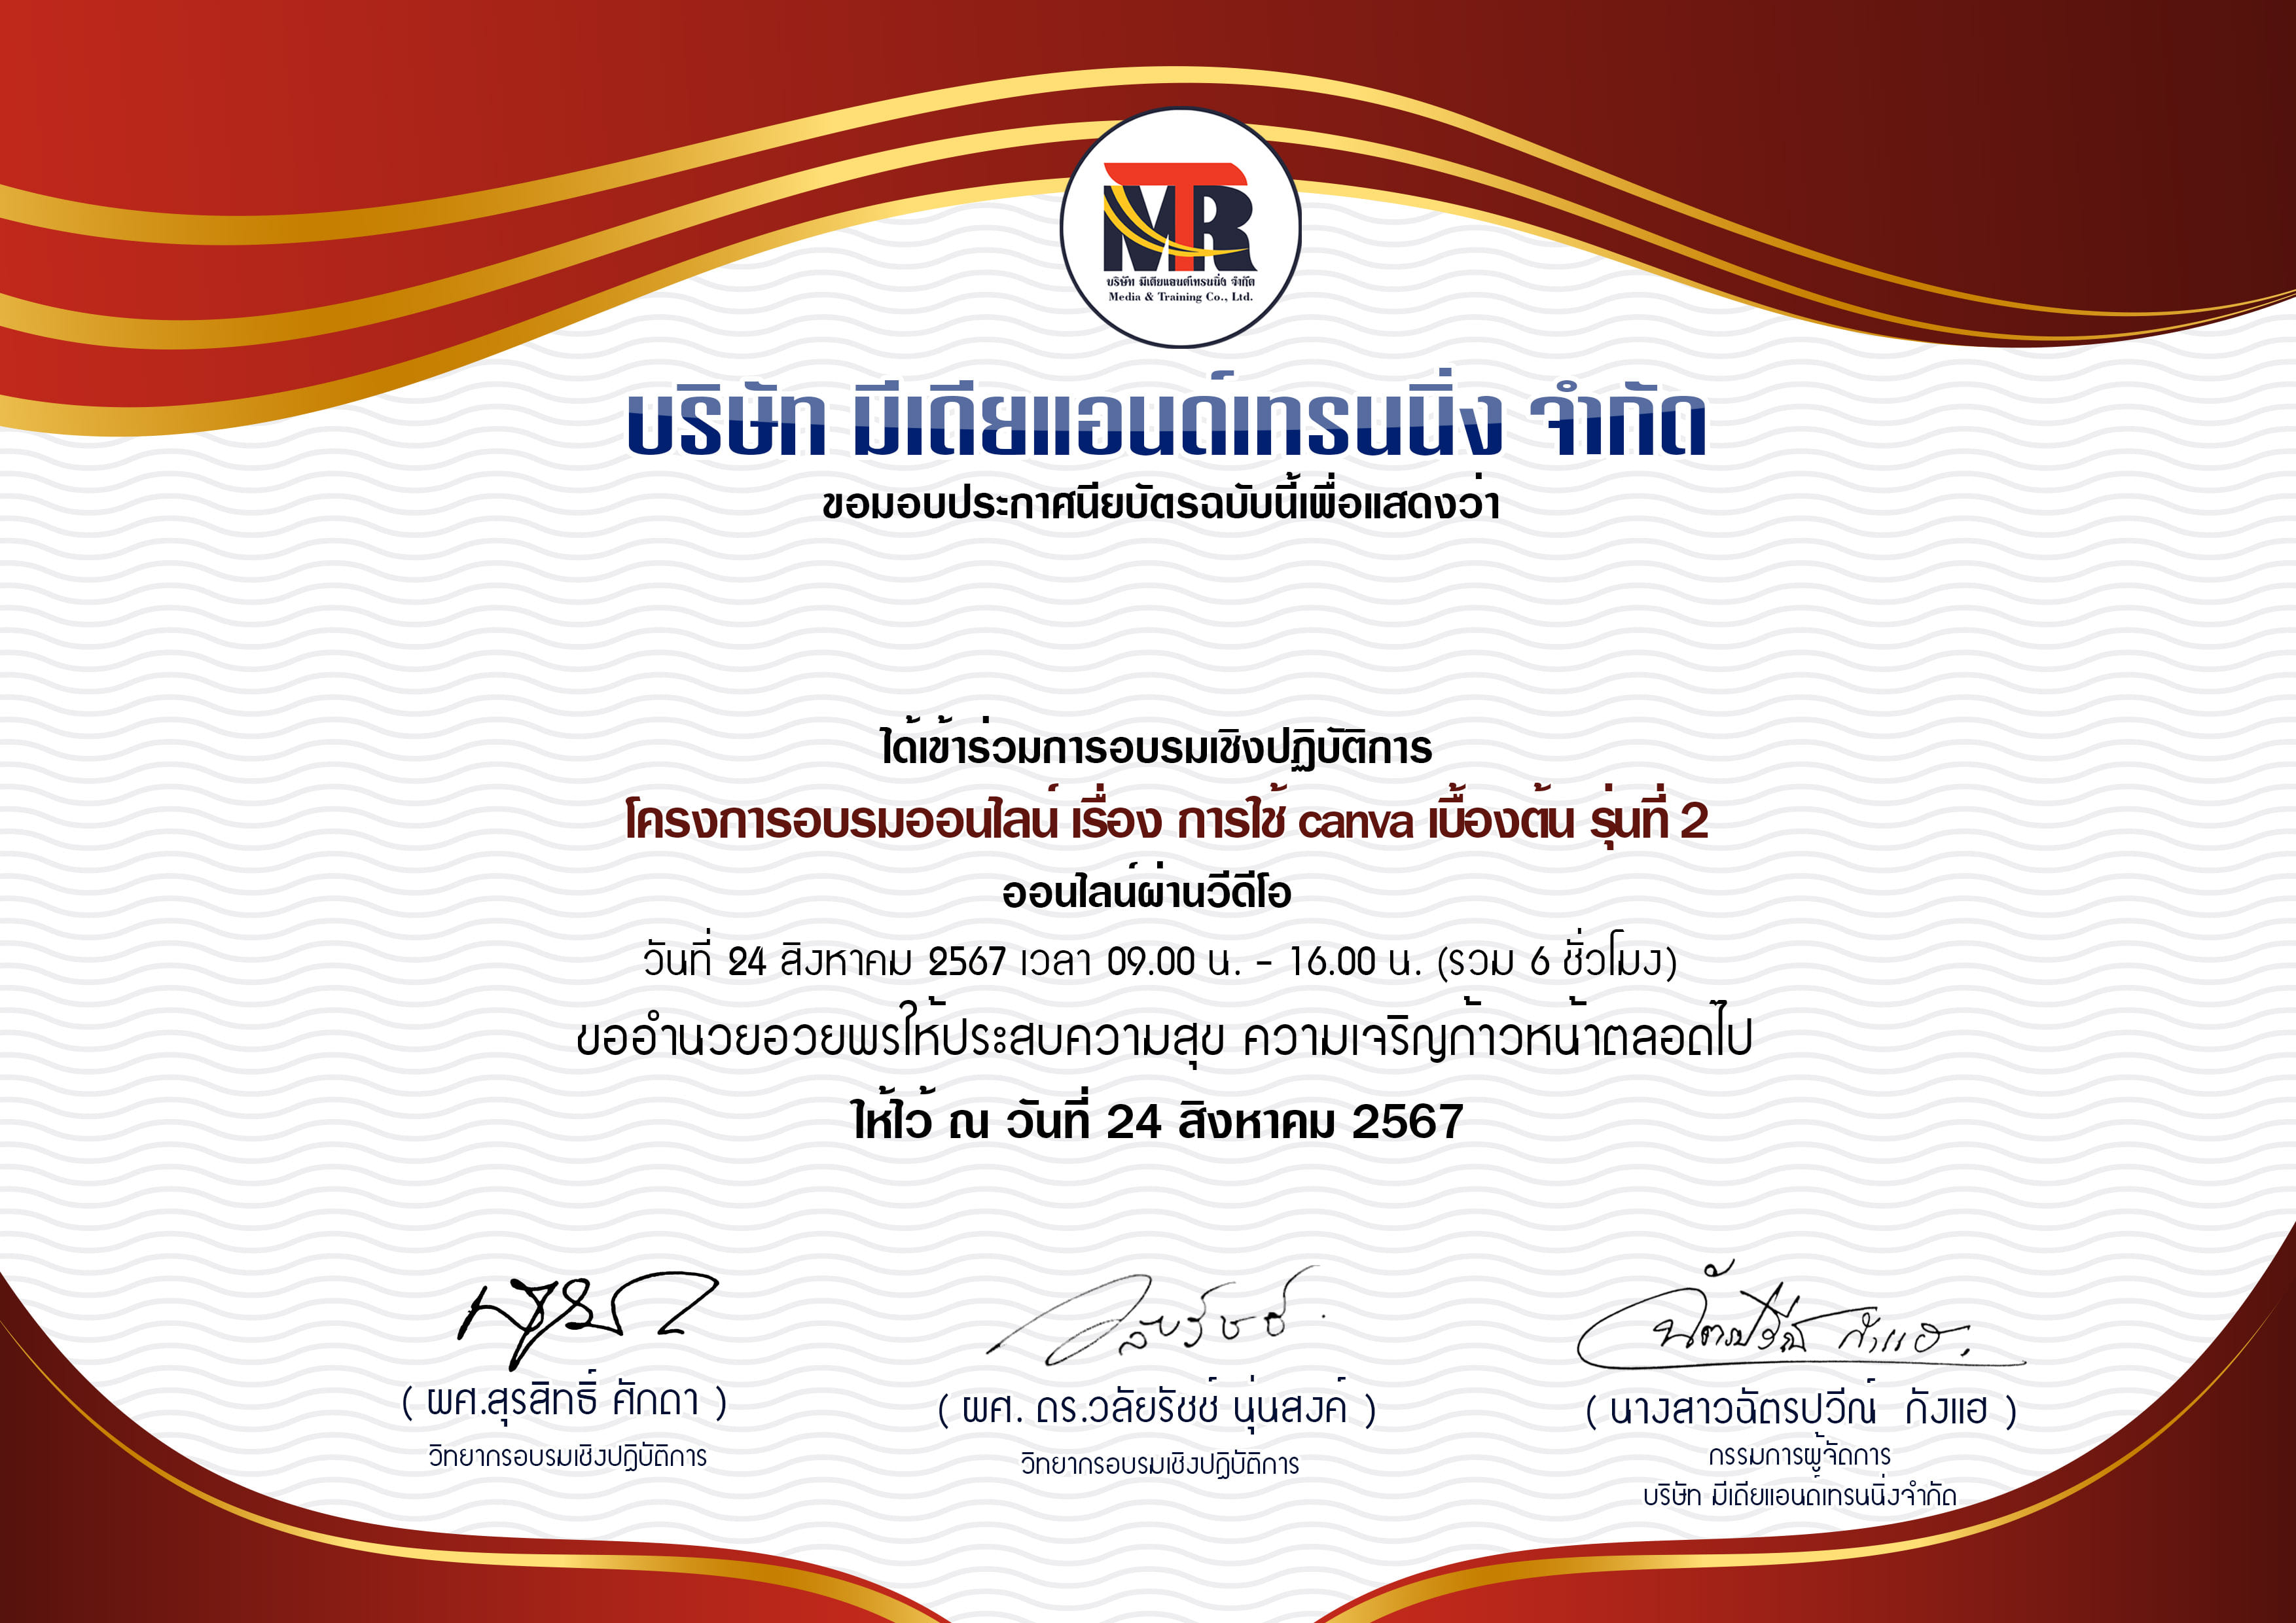 MTR
บริษัท มีเดียแอนด์เทรนนิ่ง จำกัด
Media & Training Co., Ltd.
บริษัท มีเดียแอนด์เทรนนิ่ง จำกัด
ขอมอบประกาศนียบัตรฉบับนี้เพื่อแสดงว่า
ได้เข้าร่วมการอบรมเชิงปฏิบัติการ
โครงการอบรมออนไลน์ เรื่อง การใช้ canva เบื้องต้น รุ่นที่ 2
ออนไลน์ผ่านวีดีโอ
วันที่ 24 สิงหาคม 2567 เวลา 09.00 น. - 16.00 น. (รวม 6 ชั่วโมง)
ขออำนวยอวยพรให้ประสบความสุข ความเจริญก้าวหน้าตลอดไป
ให้ไว้ ณ วันที่ 24 สิงหาคม 2567
( ผศ.สุรสิทธิ์ ศักดา )
วิทยากรอบรมเชิงปฏิบัติการ
วลัยรัชช์
( ผศ. ดร.วลัยรัชช์ นุ่นสงค์ )
วิทยากรอบรมเชิงปฏิบัติการ
ฉัตรปวีณ์ กังแฮ
( นางสาวฉัตรปวีณ์ กังแฮ )
กรรมการผู้จัดการ
บริษัท มีเดียแอนด์เทรนนิ่งจำกัด